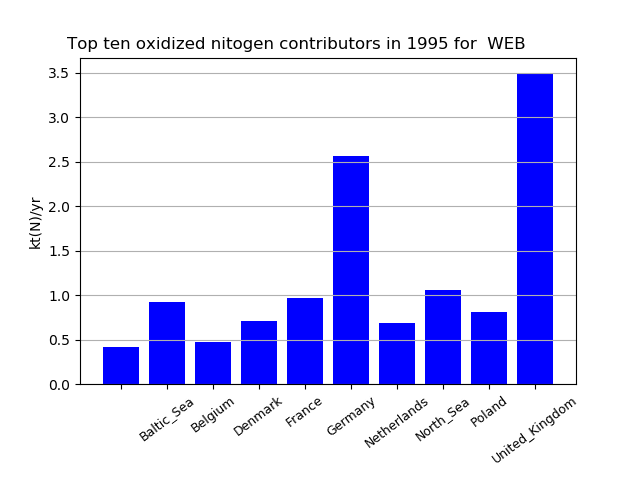 Top ten oxidized nitogen contributors in 1995 for  WEB
3.5
3.0
2.5
2.0
1.5
1.0
0.5
0.0
kt(N)/yr
Baltic_Sea
Belgium
Denmark
France
Germany
Netherlands
North_Sea
Poland
United_Kingdom